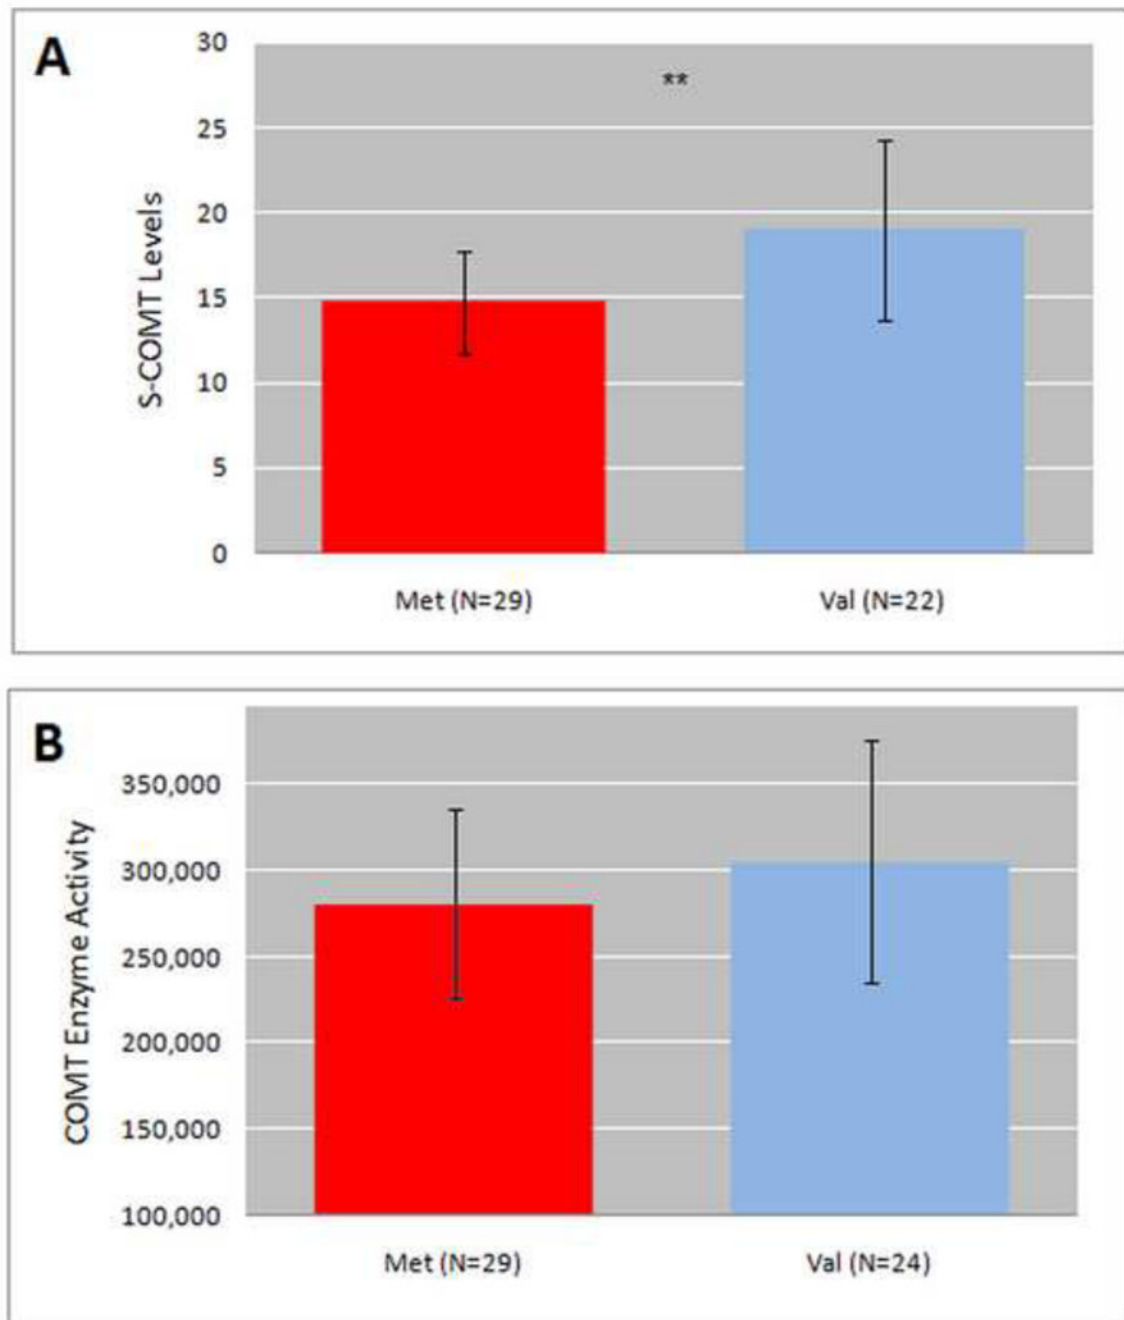 A
30
**
25
20
15
10
5
0
S-COMT Levels
Met (N=29) Val (N=22)
B
350,000
300,000
250,000
200,000
150,000
100,000
COMT Enzyme Activity
Met (N=29) Val (N=24)